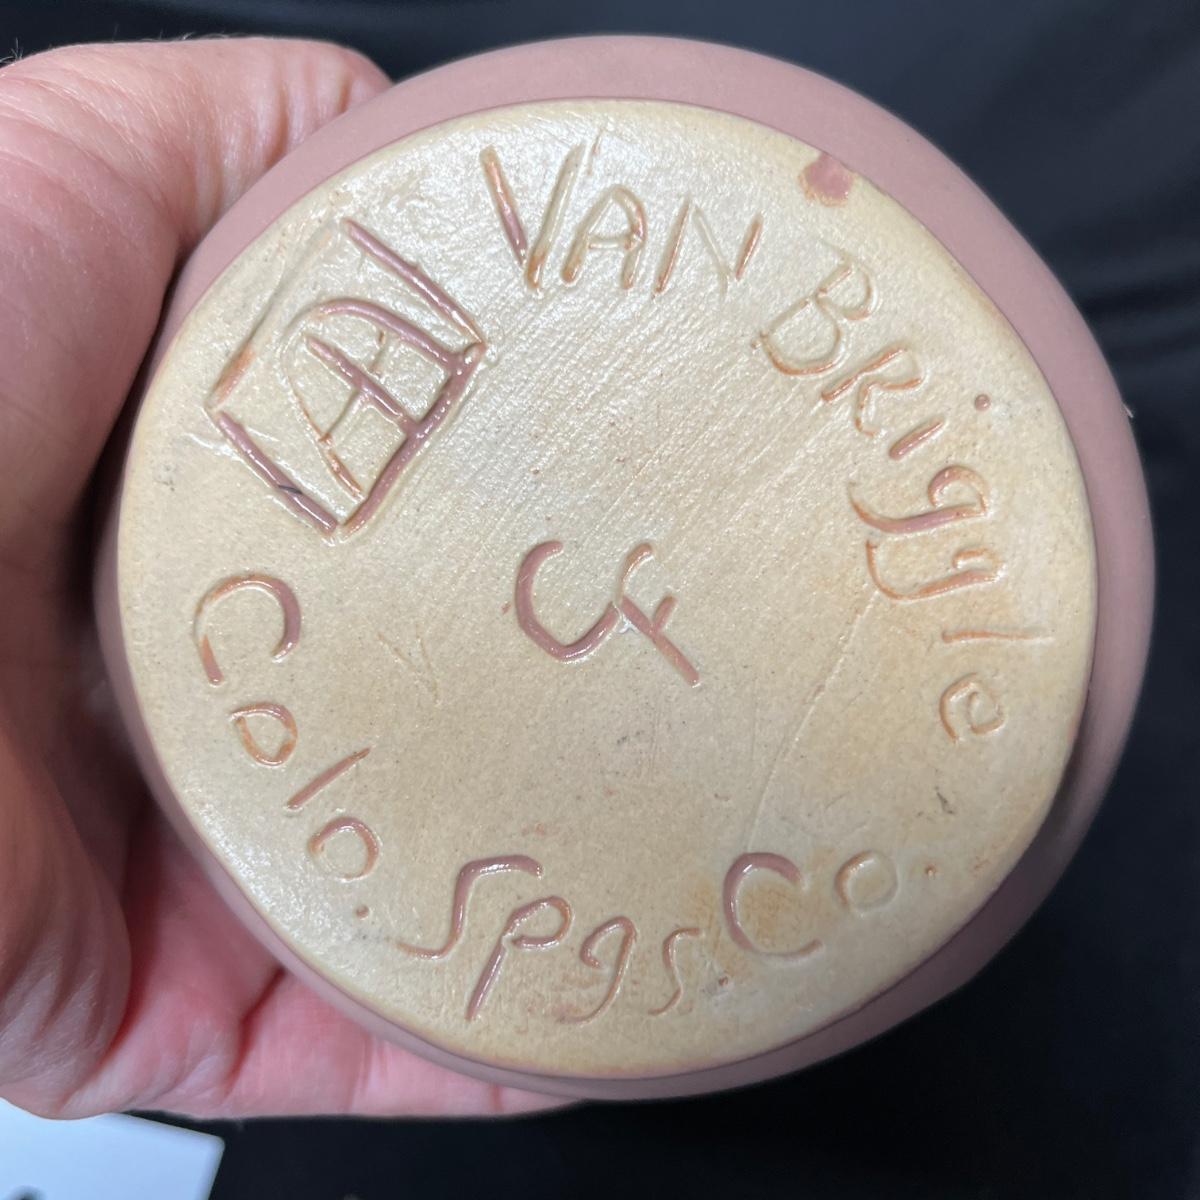 VAN BRiggle
Colo. Spgs. Co.
CF